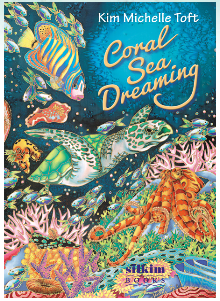 Kim Michelle Toft
Coral
Sea
Dreaming
silkim
BOOKS